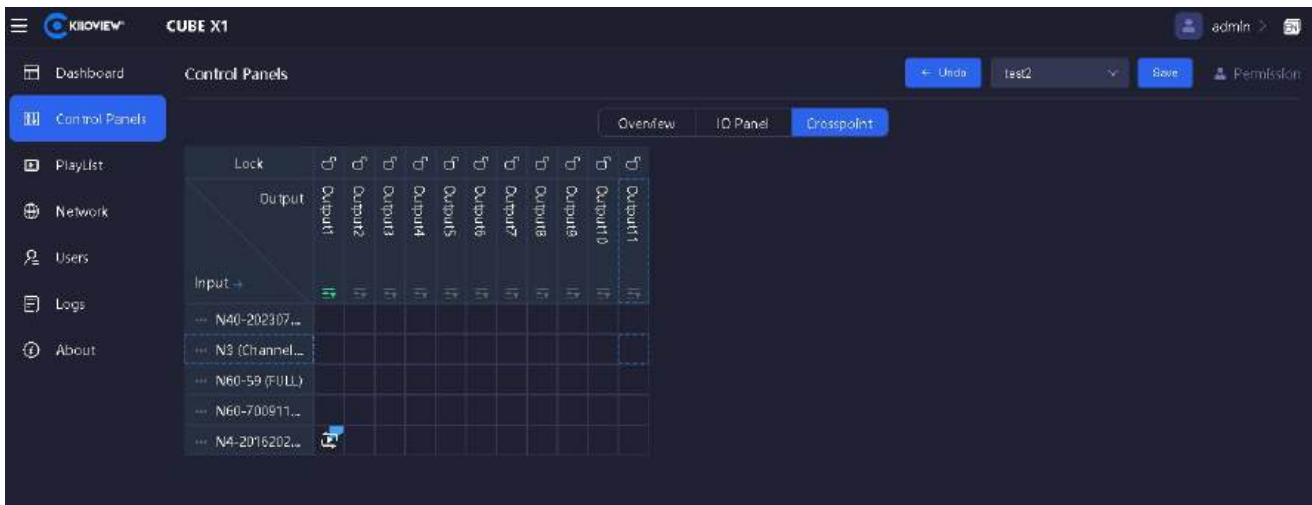 KILOVIEW CUBE X1 admin > EN
Dashboard
Control Panels
PlayList
Network
Users
Logs
About
Control Panels ← Undo test2 Save Permission
Overview IO Panel Crosspoint
Lock
Output
Input →
Output1 Output2 Output3 Output4 Output5 Output6 Output7 Output8 Output9 Output10 Output11
N40-202307...
N3 (Channel...
N60-59 (FULL)
N60-700911...
N4-2016202...